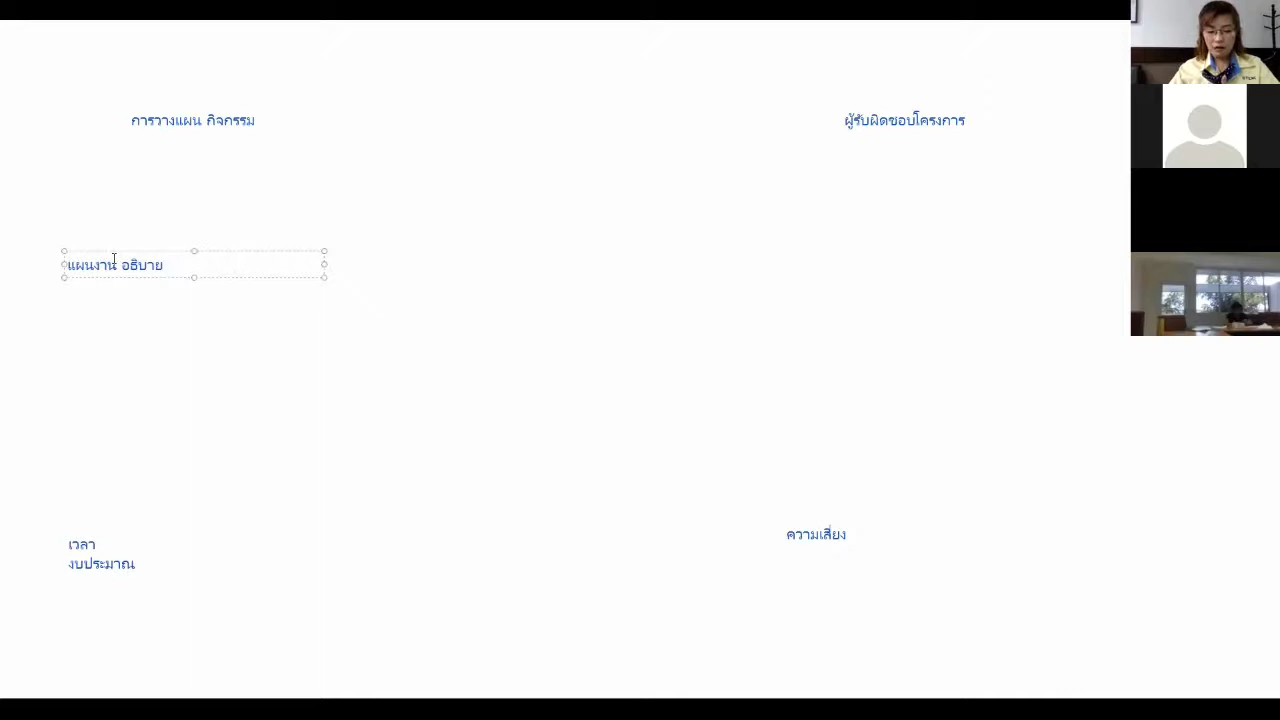 การวางแผน กิจกรรม
ผู้รับผิดชอบโครงการ
แผนงาน อธิบาย
ความเสี่ยง
เวลา
งบประมาณ